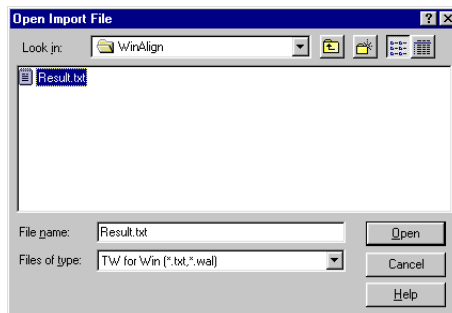 Open Import File
Look in: WinAlign
Result.txt
File name: Result.txt Open
Files of type: TW for Win (*.txt,*.wal) Cancel
Help